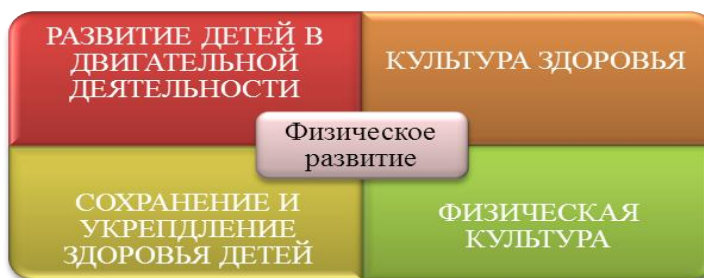 РАЗВИТИЕ ДЕТЕЙ В
ДВИГАТЕЛЬНОЙ
ДЕЯТЕЛЬНОСТИ
КУЛЬТУРА ЗДОРОВЬЯ
Физическое
развитие
СОХРАНЕНИЕ И
УКРЕПДЛЕНИЕ
ЗДОРОВЬЯ ДЕТЕЙ
ФИЗИЧЕСКАЯ
КУЛЬТУРА